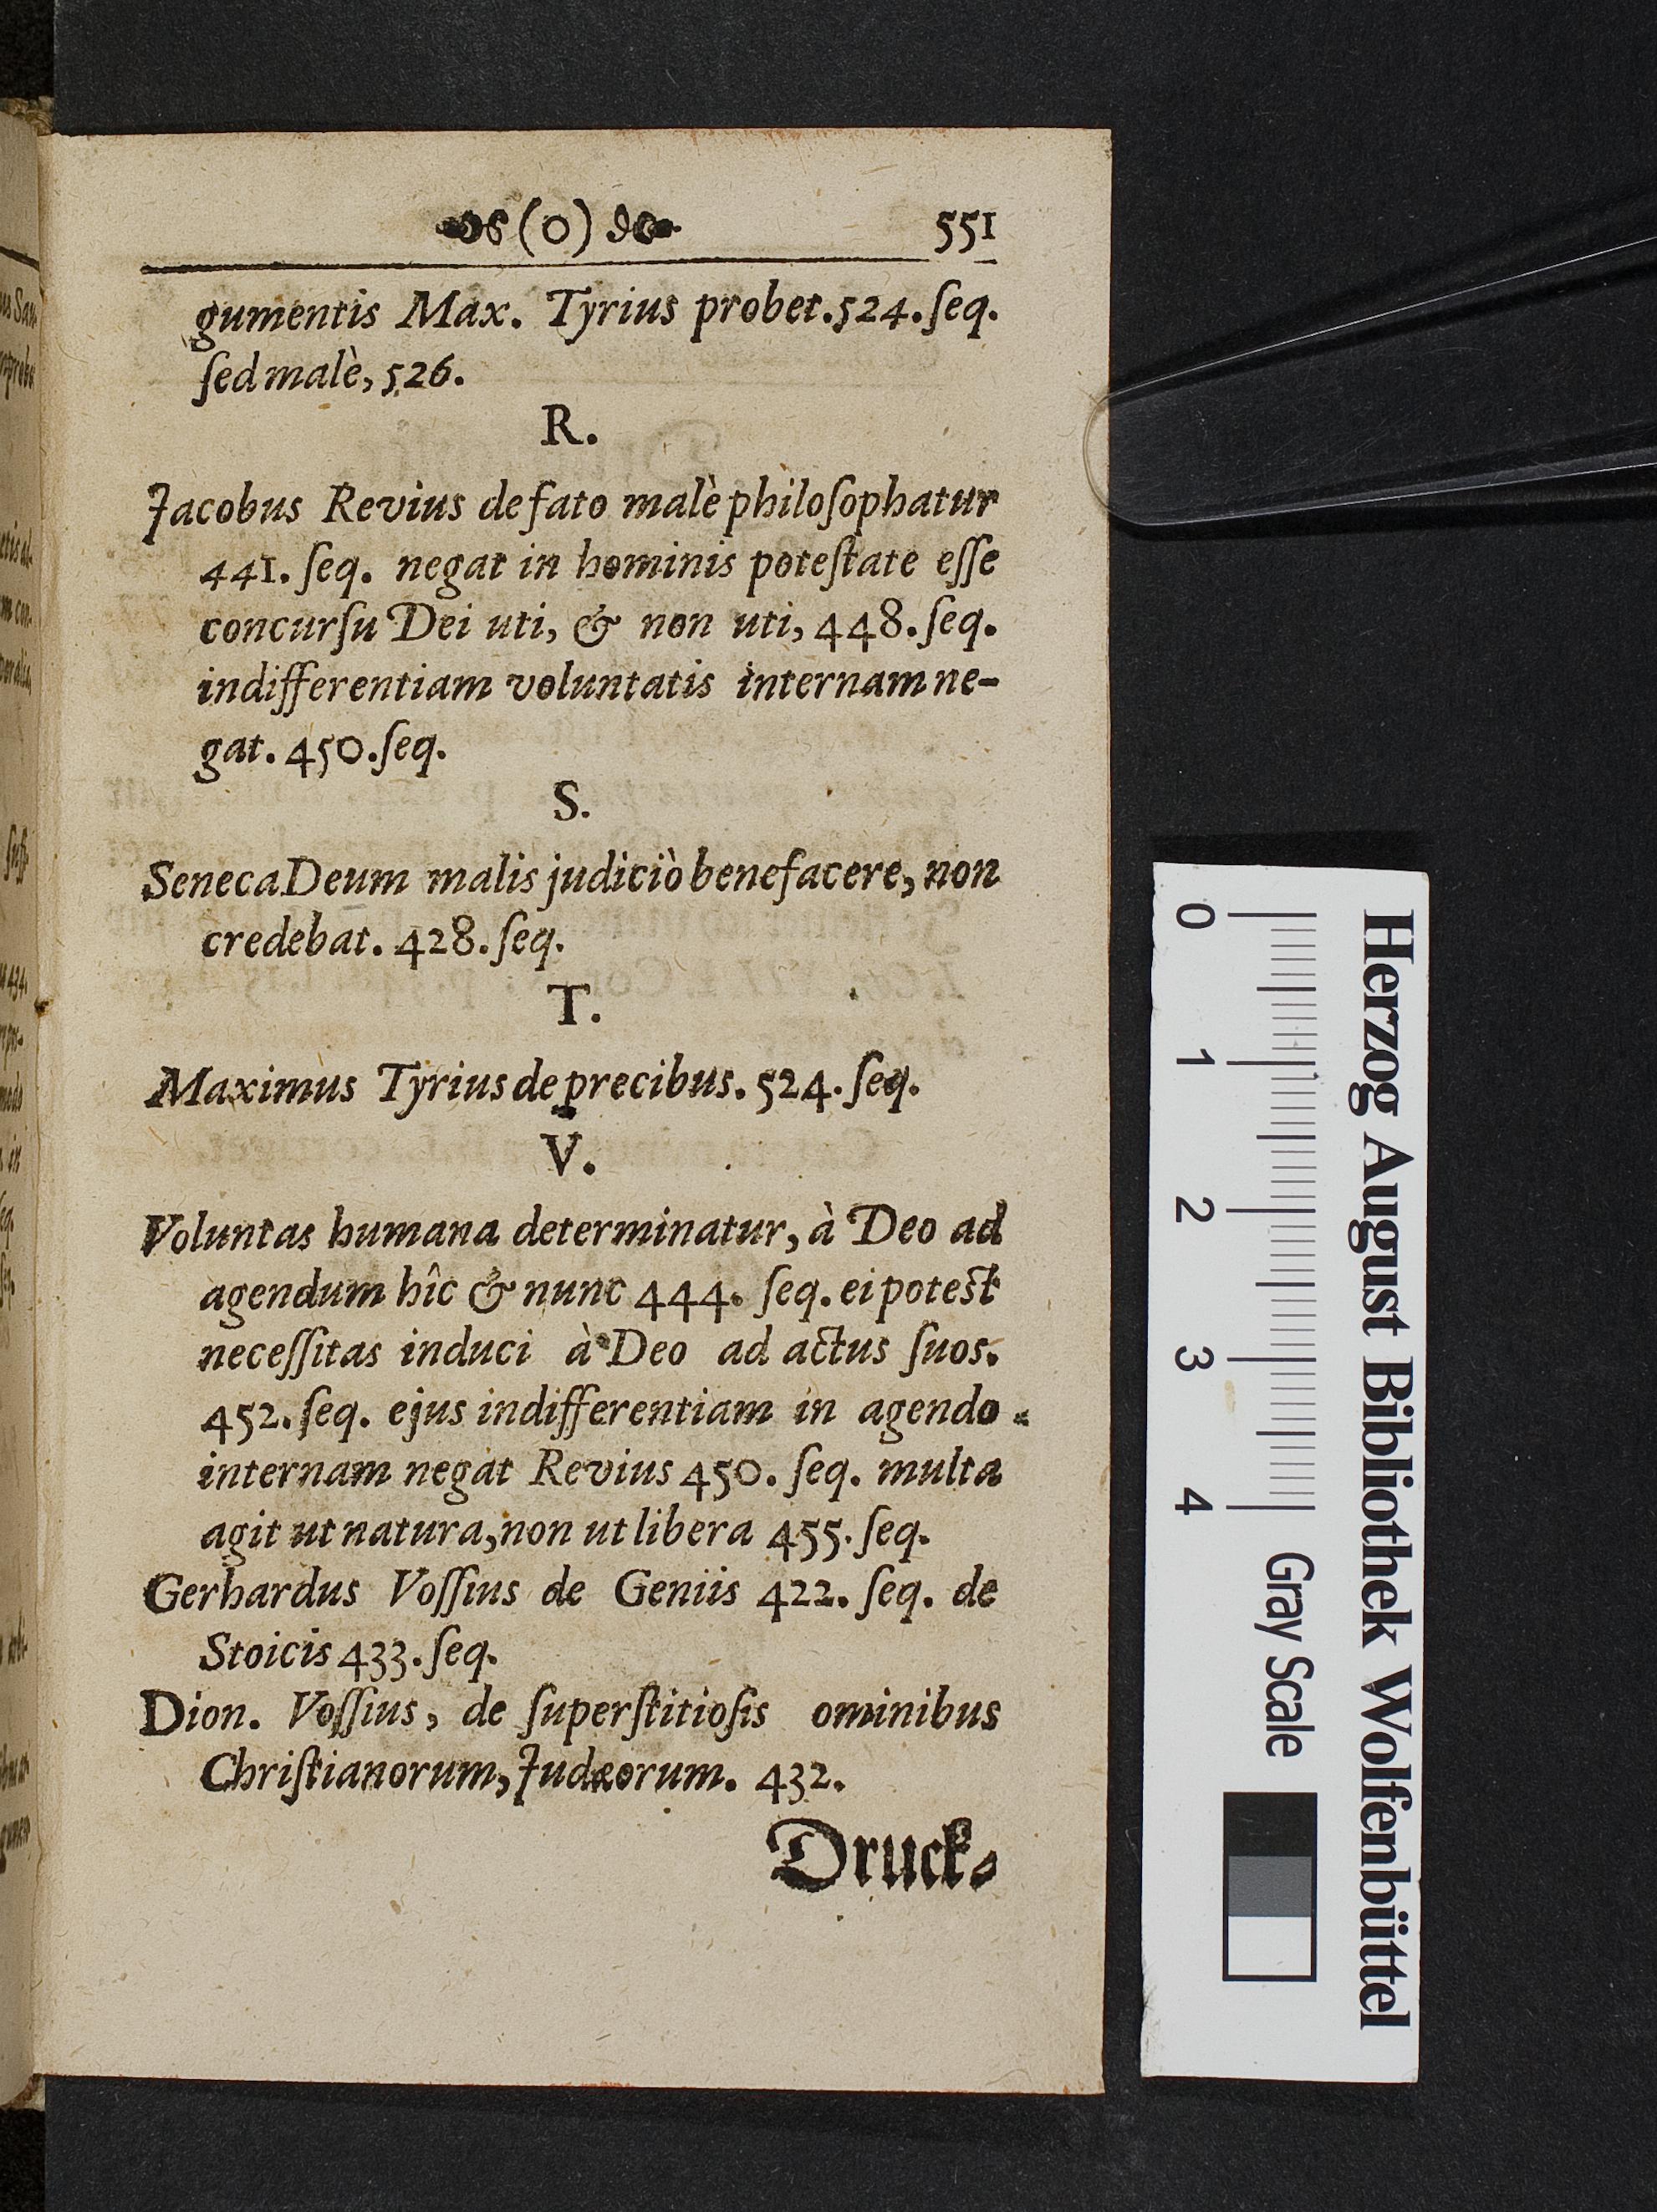 (0) 551
gumentis Max. Tyrius probet. 524. ſeq.
ſed malè, 526.
R.
Jacobus Revius de fato malè philoſophatur
441. ſeq. negat in hominis poteſtate eſſe
concurſu Dei uti, & non uti, 448. ſeq.
indifferentiam voluntatis internam ne-
gat. 450. ſeq.
S.
Seneca Deum malis judiciò benefacere, non
credebat. 428. ſeq.
T.
Maximus Tyrius de precibus. 524. ſeq.
V.
Voluntas humana determinatur, à Deo ad
agendum hîc & nunc 444. ſeq. ei poteſt
neceſſitas induci à Deo ad actus ſuos.
452. ſeq. ejus indifferentiam in agendo
internam negat Revius 450. ſeq. multa
agit ut natura, non ut libera 455. ſeq.
Gerhardus Voſſius de Geniis 422. ſeq. de
Stoicis 433. ſeq.
Dion. Voſſius, de ſuperſtitioſis ominibus
Chriſtianorum, Judæorum. 432.
Druck-
Herzog August Bibliothek Wolfenbüttel
0 1 2 3 4 Gray Scale